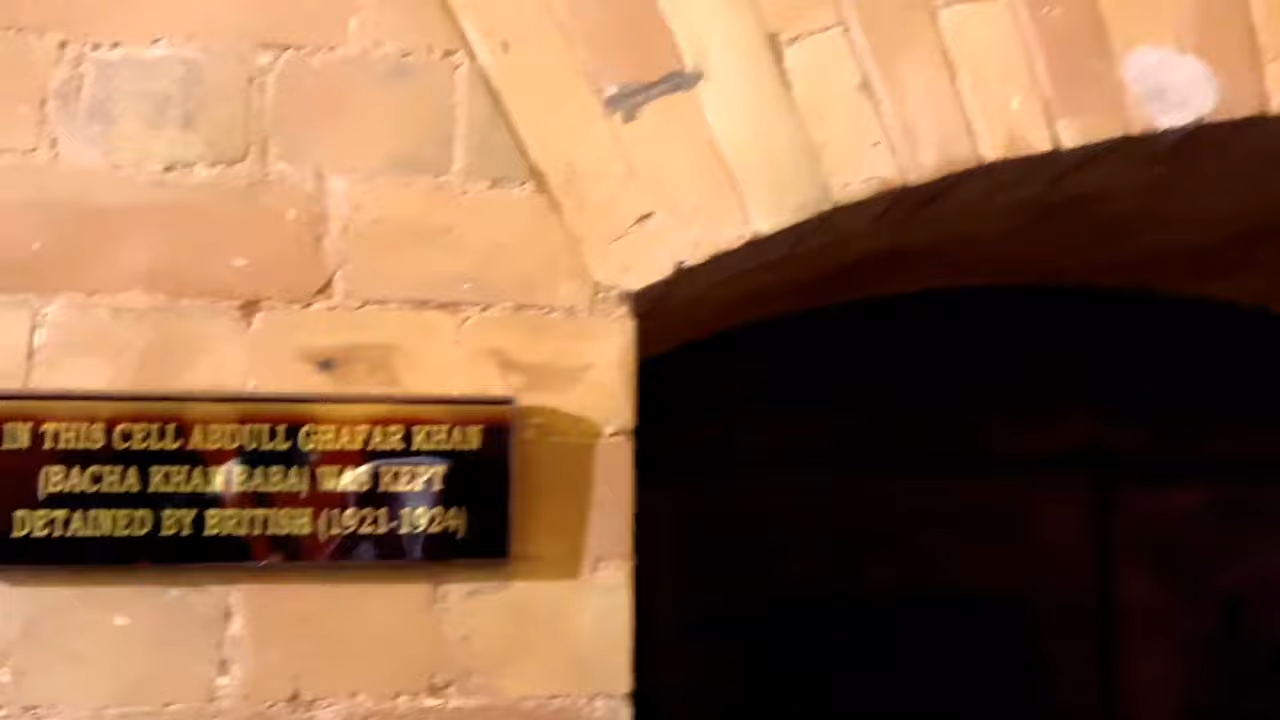 IN THIS CELL ABDULL GHAFAR KHAN
(BACHA KHAN BABA) WAS KEPT
DETAINED BY BRITISH (1921-1924)